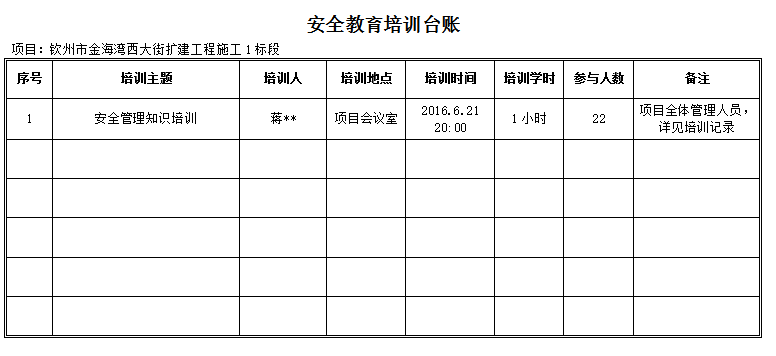 安全教育培训台账
项目：钦州市金海湾西大街扩建工程施工1标段
序号 培训主题 培训人 培训地点 培训时间 培训学时 参与人数 备注
1 安全管理知识培训 蒋** 项目会议室 2016.6.21 20:00 1小时 22 项目全体管理人员，详见培训记录